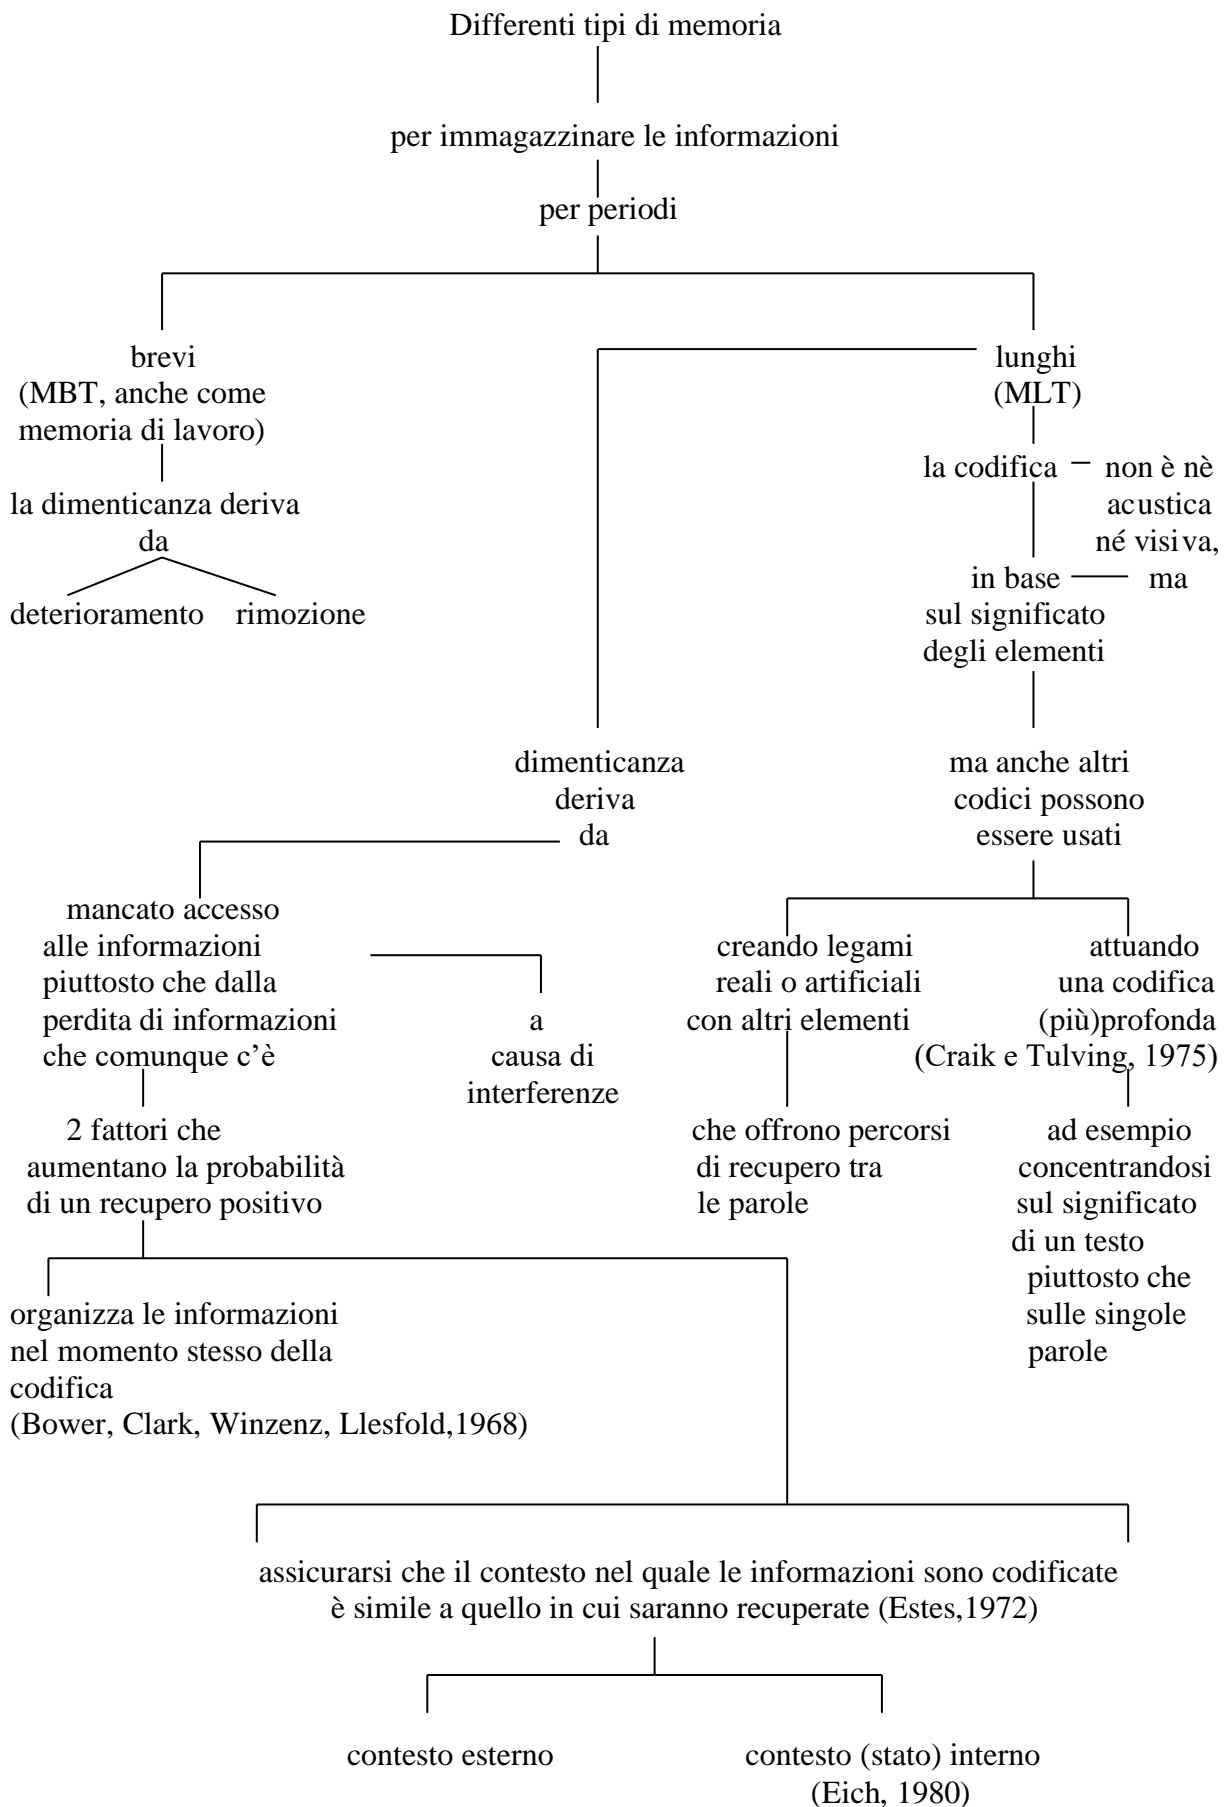 Differenti tipi di memoria
per immagazzinare le informazioni
per periodi
brevi
(MBT, anche come
memoria di lavoro)
la dimenticanza deriva
da
deterioramento
rimozione
lunghi
(MLT)
la codifica
non è nè
acustica
né visiva,
ma
in base
sul significato
degli elementi
dimenticanza
deriva
da
ma anche altri
codici possono
essere usati
mancato accesso
alle informazioni
piuttosto che dalla
perdita di informazioni
che comunque c’è
a
causa di
interferenze
creando legami
reali o artificiali
con altri elementi
attuando
una codifica
(più)profonda
(Craik e Tulving, 1975)
2 fattori che
aumentano la probabilità
di un recupero positivo
che offrono percorsi
di recupero tra
le parole
ad esempio
concentrandosi
sul significato
di un testo
piuttosto che
sulle singole
parole
organizza le informazioni
nel momento stesso della
codifica
(Bower, Clark, Winzenz, Llesfold,1968)
assicurarsi che il contesto nel quale le informazioni sono codificate
è simile a quello in cui saranno recuperate (Estes,1972)
contesto esterno
contesto (stato) interno
(Eich, 1980)